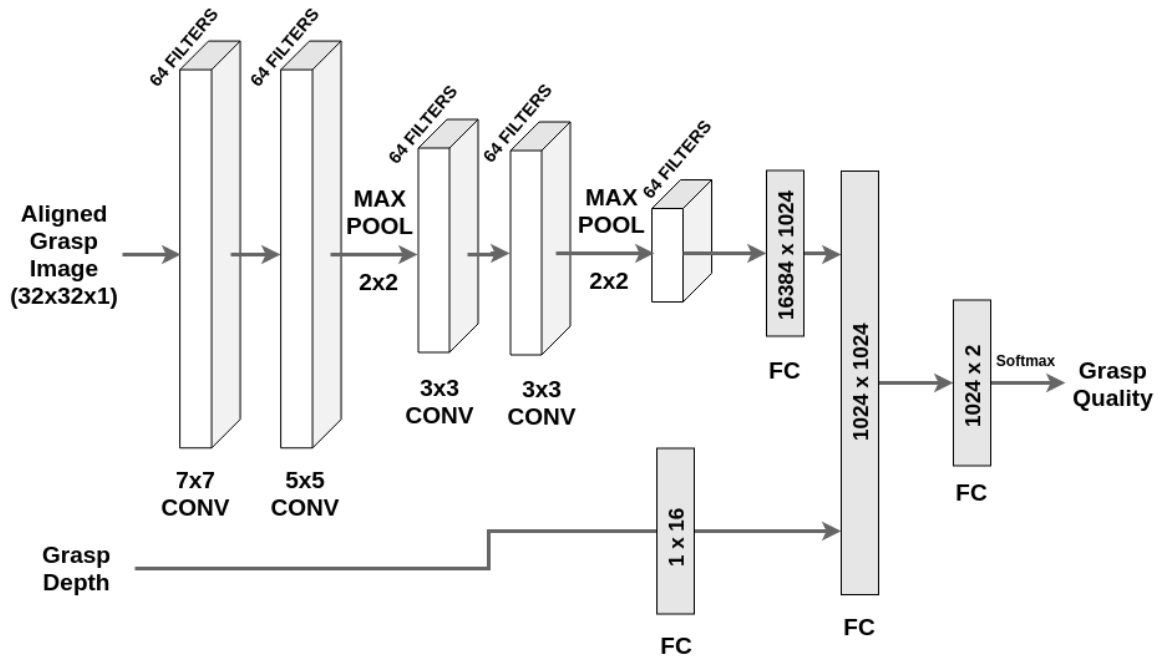 64 FILTERS
64 FILTERS
64 FILTERS
64 FILTERS
64 FILTERS
Aligned
Grasp
Image
(32x32x1)
MAX
POOL
2x2
MAX
POOL
2x2
16384 x 1024
FC
1024 x 1024
1024 x 2
Softmax
Grasp
Quality
3x3
CONV
3x3
CONV
7x7
CONV
5x5
CONV
FC
Grasp
Depth
1 x 16
FC
FC